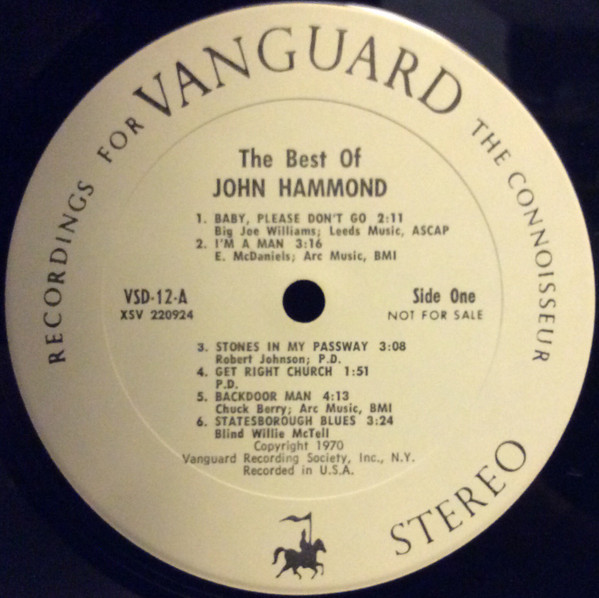 RECORDINGS FOR VANGUARD THE CONNOISSEUR
The Best Of
JOHN HAMMOND
1. BABY, PLEASE DON'T GO 2:11
Big Joe Williams; Leeds Music, ASCAP
2. I'M A MAN 3:16
E. McDaniels; Arc Music, BMI
VSD-12-A
XSV 220924
Side One
NOT FOR SALE
3. STONES IN MY PASSWAY 3:08
Robert Johnson; P.D.
4. GET RIGHT CHURCH 1:51
P.D.
5. BACKDOOR MAN 4:13
Chuck Berry; Arc Music, BMI
6. STATESBOROUGH BLUES 3:24
Blind Willie McTell
Copyright 1970
Vanguard Recording Society, Inc., N.Y.
Recorded in U.S.A.
STEREO